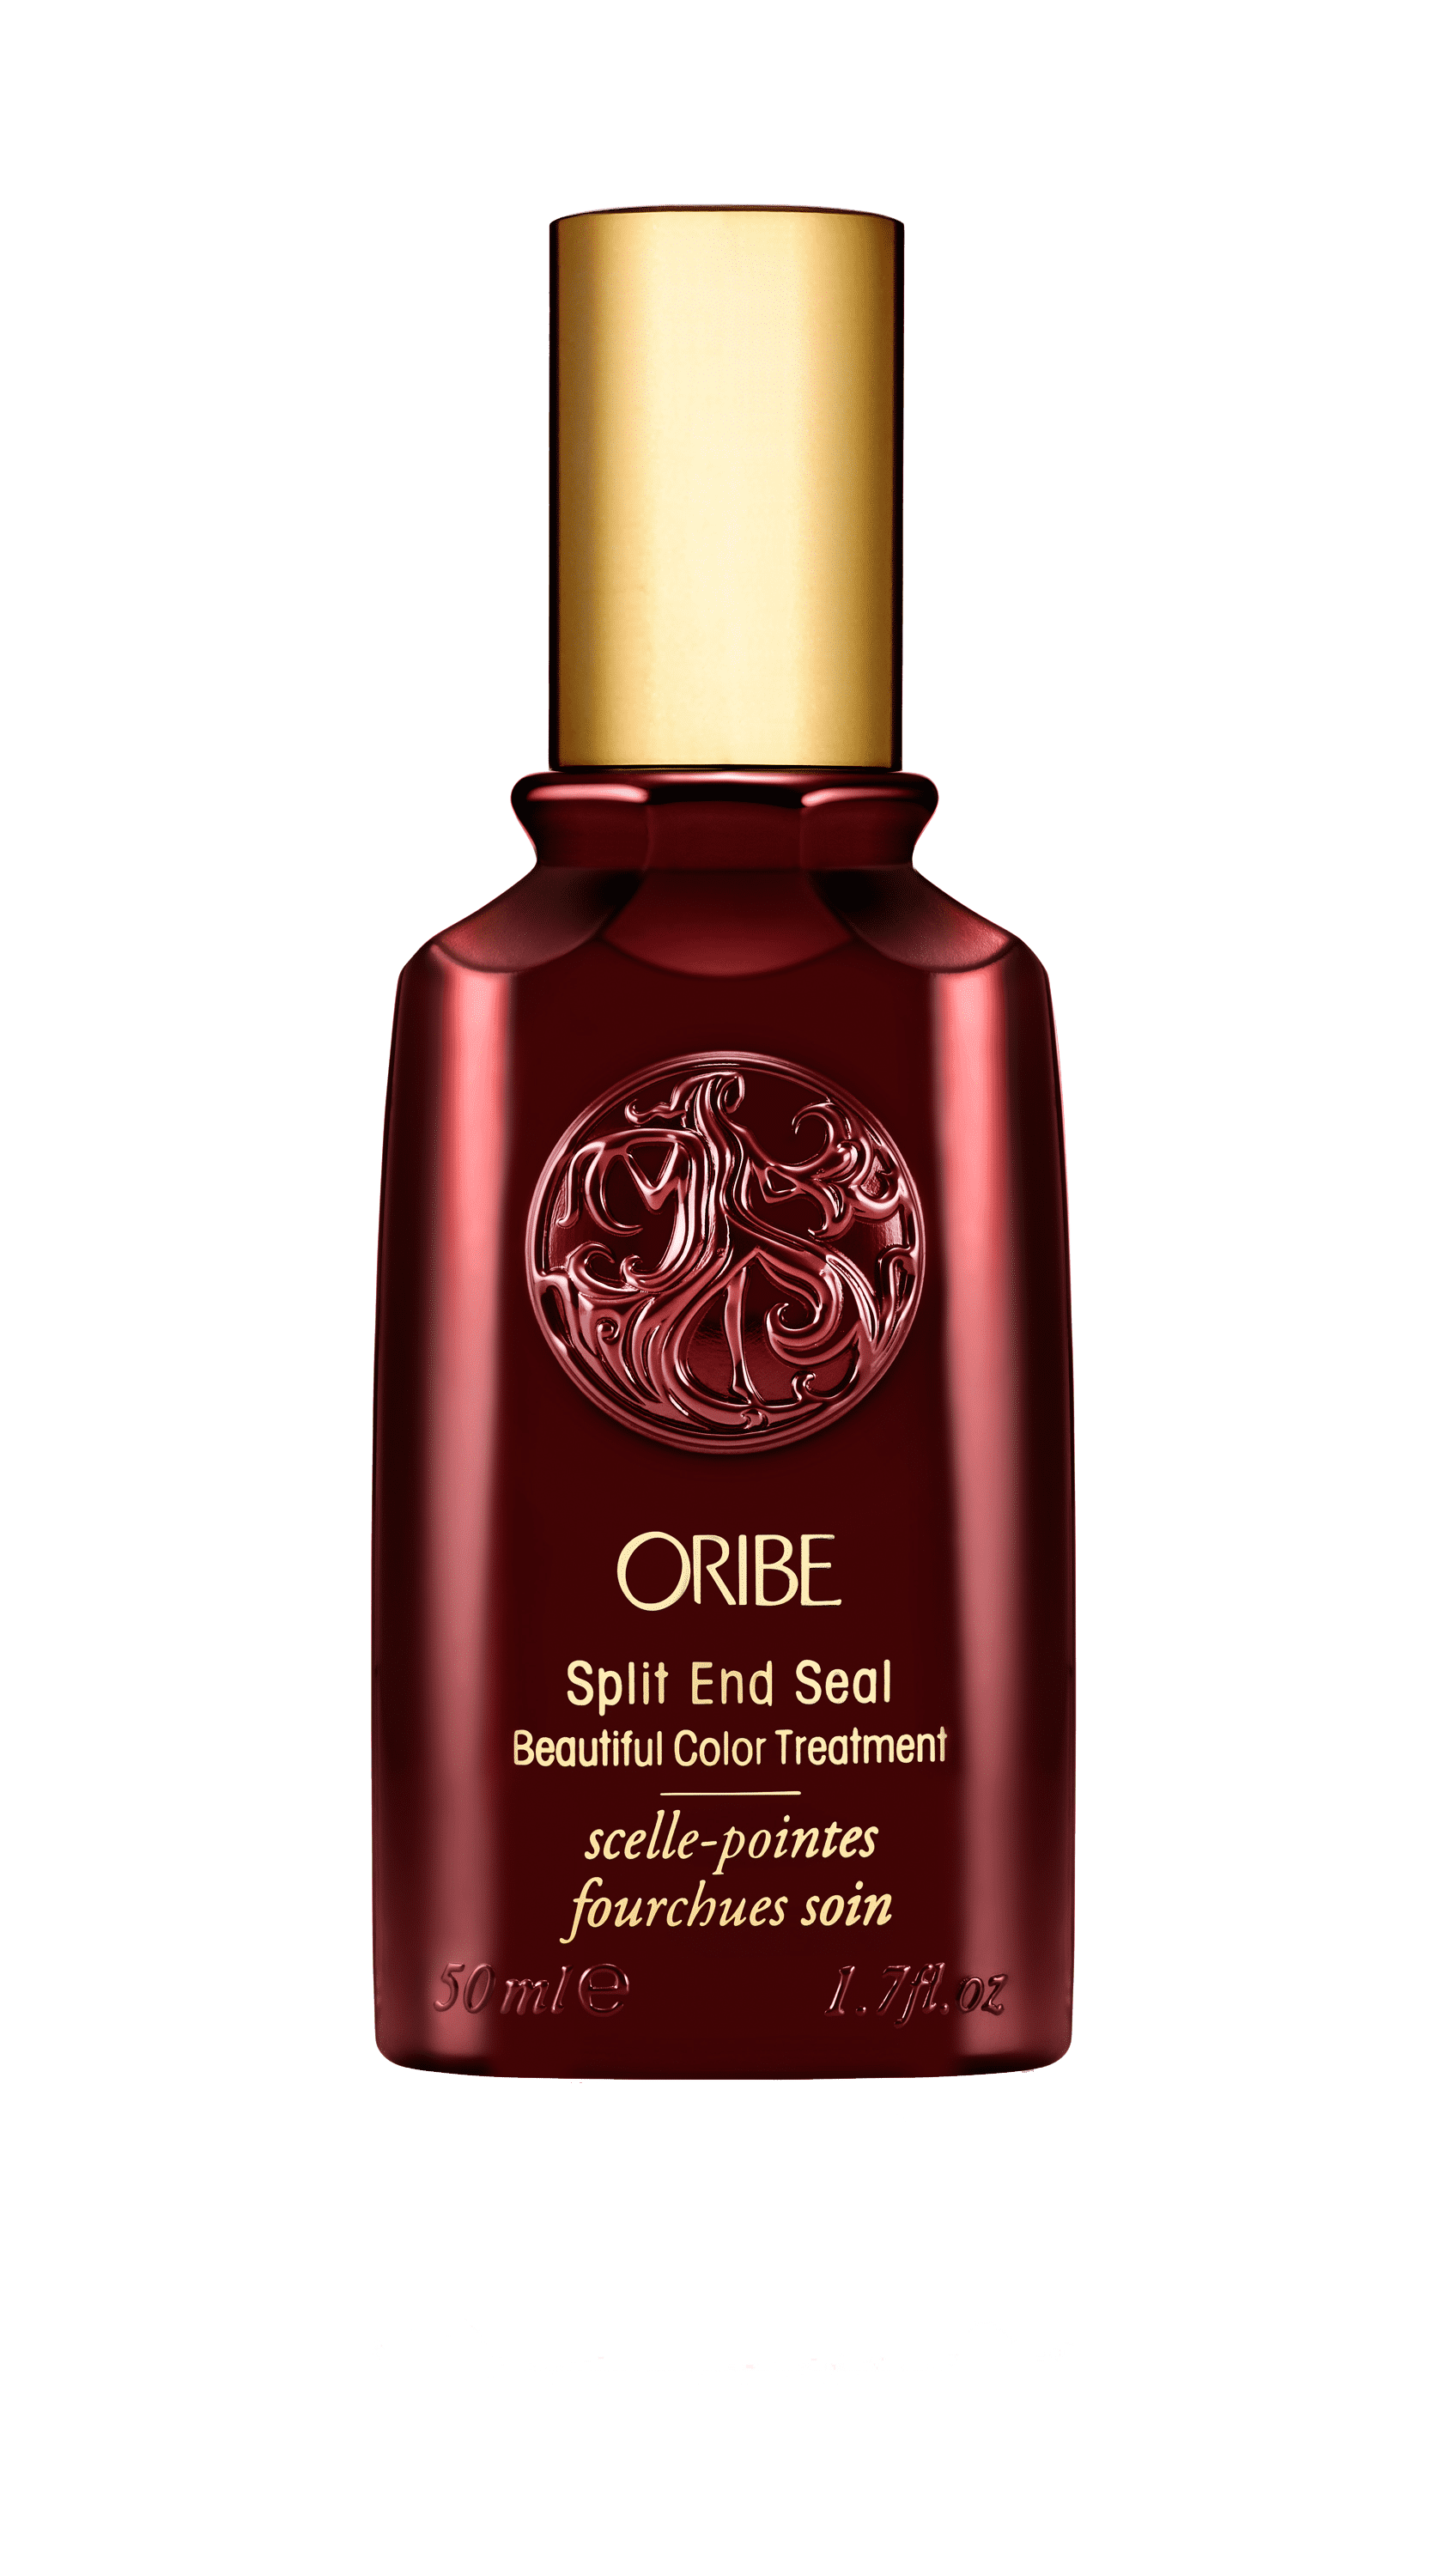 ORIBE
Split End Seal
Beautiful Color Treatment
scelle-pointes
fourchues soin
50 ml ℮ 1.7 fl. oz